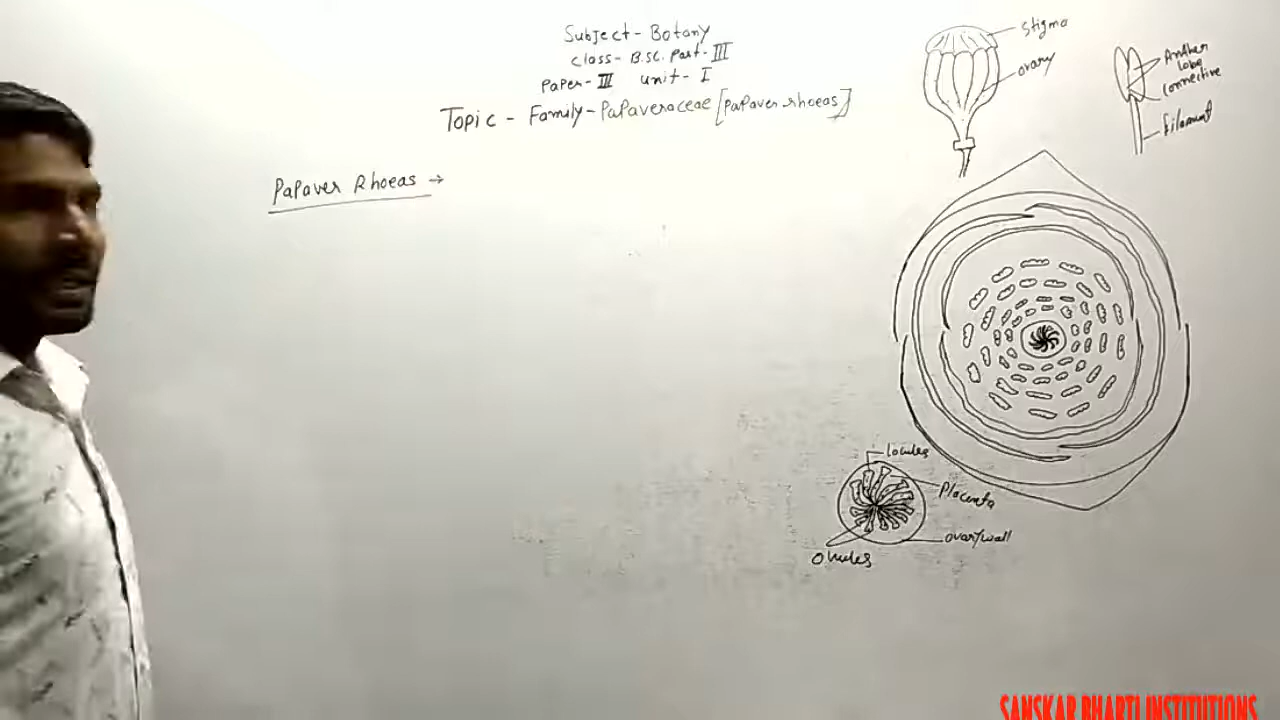 Subject - Botany
Class - B.Sc. Part - III
Paper - III Unit - I
Topic - Family - Papaveraceae [Papaver rhoeas]
Papaver Rhoeas →
Stigma
ovary
Anther
lobe
Connective
Filament
Locules
Placenta
ovary wall
Ovules
SANSKAR BHARTI INSTITUTIONS